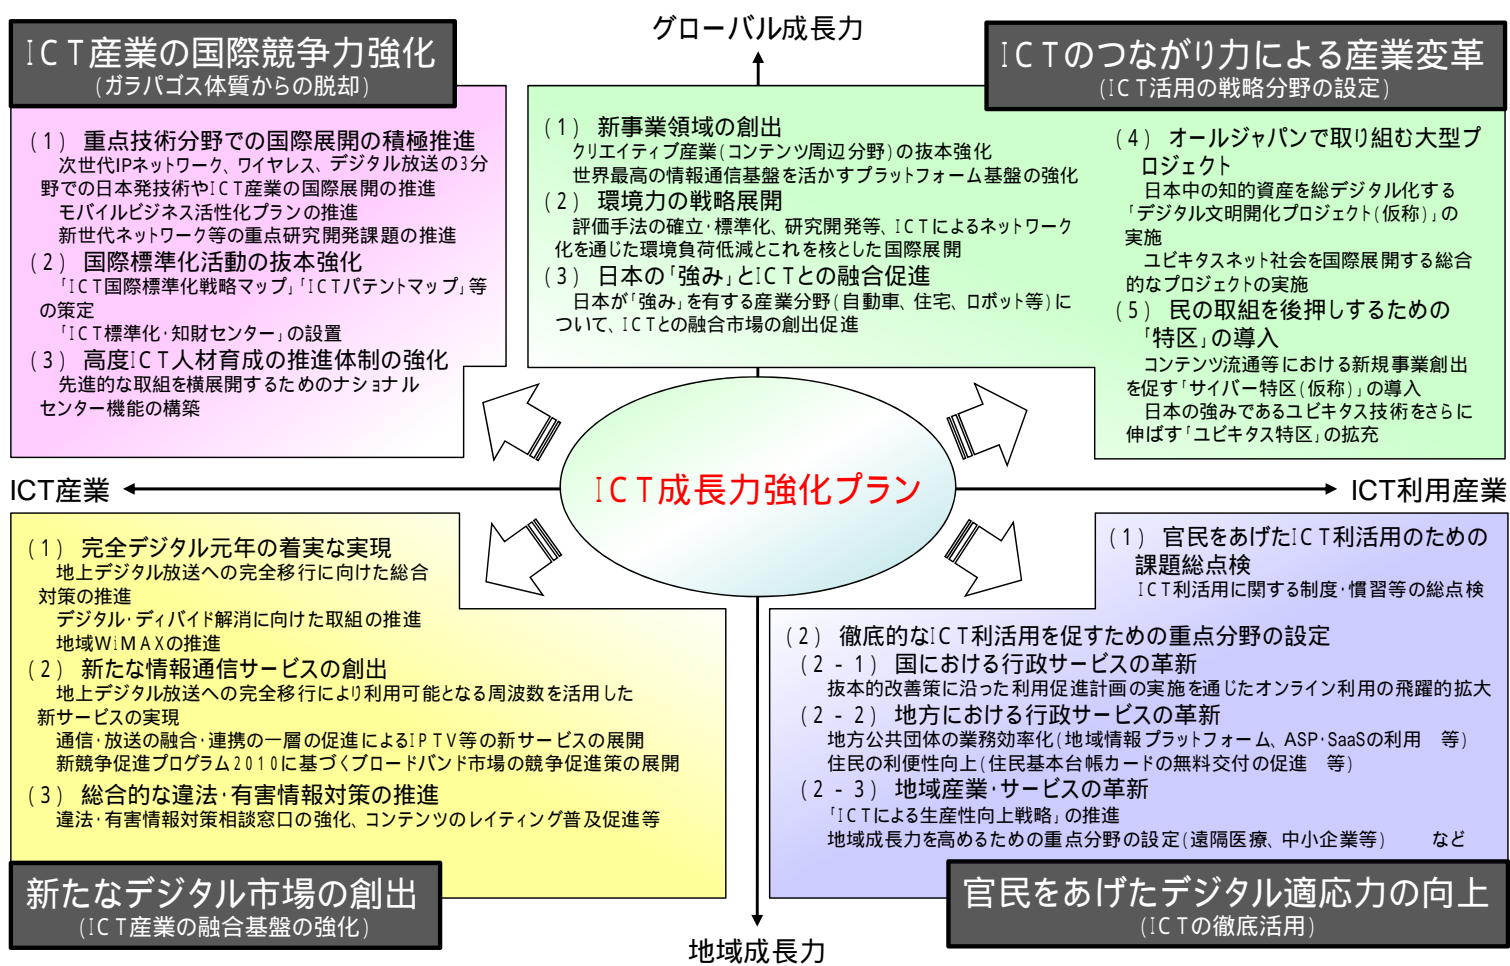 グローバル成長力
ICT産業の国際競争力強化
(ガラパゴス体質からの脱却)
(1) 重点技術分野での国際展開の積極推進
次世代IPネットワーク、ワイヤレス、デジタル放送の3分
野での日本発技術やICT産業の国際展開の推進
モバイルビジネス活性化プランの推進
新世代ネットワーク等の重点研究開発課題の推進
(2) 国際標準化活動の抜本強化
「ICT国際標準化戦略マップ」「ICTパテントマップ」等
の策定
「ICT標準化・知財センター」の設置
(3) 高度ICT人材育成の推進体制の強化
先進的な取組を横展開するためのナショナル
センター機能の構築
ICTのつながり力による産業変革
(ICT活用の戦略分野の設定)
(1) 新事業領域の創出
クリエイティブ産業(コンテンツ周辺分野)の抜本強化
世界最高の情報通信基盤を活かすプラットフォーム基盤の強化
(2) 環境力の戦略展開
評価手法の確立・標準化、研究開発等、ICTによるネットワーク
化を通じた環境負荷低減とこれを核とした国際展開
(3) 日本の「強み」とICTとの融合促進
日本が「強み」を有する産業分野(自動車、住宅、ロボット等)に
ついて、ICTとの融合市場の創出促進
(4) オールジャパンで取り組む大型プ
ロジェクト
日本中の知的資産を総デジタル化する
「デジタル文明開化プロジェクト(仮称)」の
実施
ユビキタスネット社会を国際展開する総合
的なプロジェクトの実施
(5) 民の取組を後押しするための
「特区」の導入
コンテンツ流通等における新規事業創出
を促す「サイバー特区(仮称)」の導入
日本の強みであるユビキタス技術をさらに
伸ばす「ユビキタス特区」の拡充
ICT産業
ICT成長力強化プラン
ICT利用産業
(1) 完全デジタル元年の着実な実現
地上デジタル放送への完全移行に向けた総合
対策の推進
デジタル・ディバイド解消に向けた取組の推進
地域WiMAXの推進
(2) 新たな情報通信サービスの創出
地上デジタル放送への完全移行により利用可能となる周波数を活用した
新サービスの実現
通信・放送の融合・連携の一層の促進によるIPTV等の新サービスの展開
新競争促進プログラム2010に基づくブロードバンド市場の競争促進策の展開
(3) 総合的な違法・有害情報対策の推進
違法・有害情報対策相談窓口の強化、コンテンツのレイティング普及促進等
新たなデジタル市場の創出
(ICT産業の融合基盤の強化)
(1) 官民をあげたICT利活用のための
課題総点検
ICT利活用に関する制度・慣習等の総点検
(2) 徹底的なICT利活用を促すための重点分野の設定
(2-1) 国における行政サービスの革新
抜本的改善策に沿った利用促進計画の実施を通じたオンライン利用の飛躍的拡大
(2-2) 地方における行政サービスの革新
地方公共団体の業務効率化(地域情報プラットフォーム、ASP・SaaSの利用 等)
住民の利便性向上(住民基本台帳カードの無料交付の促進 等)
(2-3) 地域産業・サービスの革新
「ICTによる生産性向上戦略」の推進
地域成長力を高めるための重点分野の設定(遠隔医療、中小企業等) など
官民をあげたデジタル適応力の向上
(ICTの徹底活用)
地域成長力